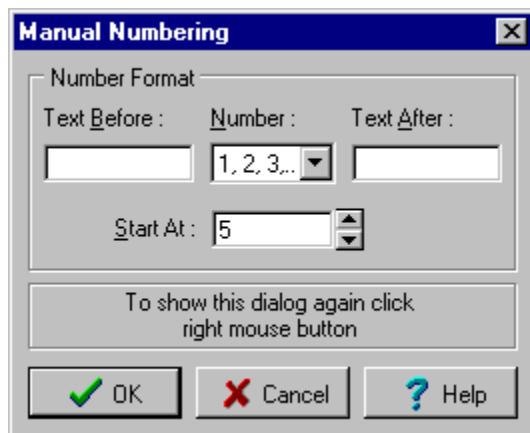 Manual Numbering
Number Format
Text Before : Number : Text After :
1, 2, 3,..
Start At : 5
To show this dialog again click
right mouse button
OK Cancel Help